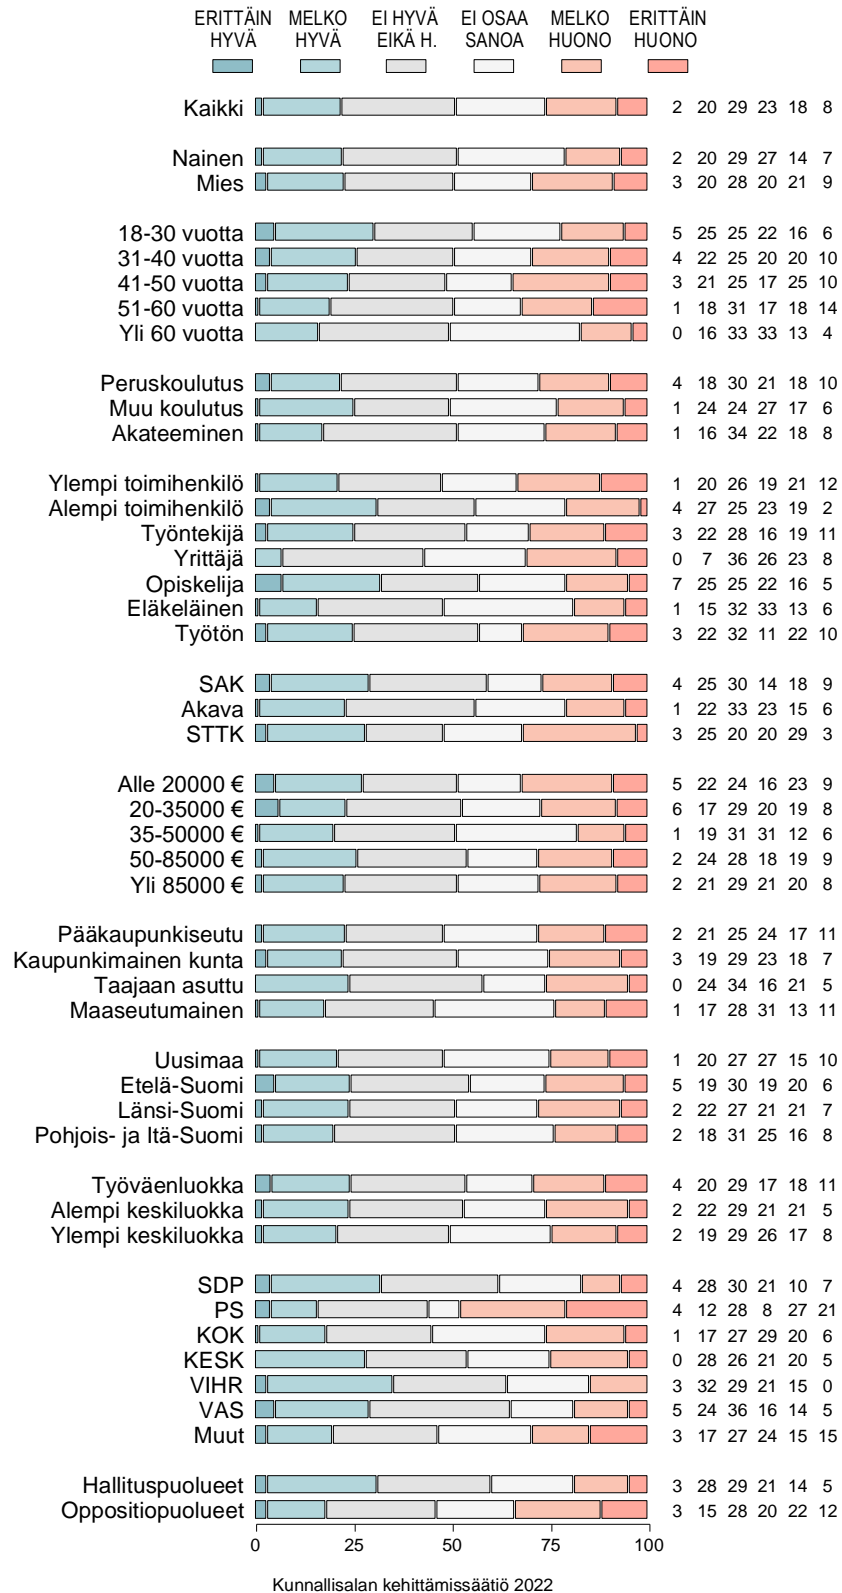 ERITTÄIN MELKO EI HYVÄ EI OSAA MELKO ERITTÄIN
HYVÄ HYVÄ EIKÄ H. SANOA HUONO HUONO
Kaikki 2 20 29 23 18 8
Nainen 2 20 29 27 14 7
Mies 3 20 28 20 21 9
18-30 vuotta 5 25 25 22 16 6
31-40 vuotta 4 22 25 20 20 10
41-50 vuotta 3 21 25 17 25 10
51-60 vuotta 1 18 31 17 18 14
Yli 60 vuotta 0 16 33 33 13 4
Peruskoulutus 4 18 30 21 18 10
Muu koulutus 1 24 24 27 17 6
Akateeminen 1 16 34 22 18 8
Ylempi toimihenkilö 1 20 26 19 21 12
Alempi toimihenkilö 4 27 25 23 19 2
Työntekijä 3 22 28 16 19 11
Yrittäjä 0 7 36 26 23 8
Opiskelija 7 25 25 22 16 5
Eläkeläinen 1 15 32 33 13 6
Työtön 3 22 32 11 22 10
SAK 4 25 30 14 18 9
Akava 1 22 33 23 15 6
STTK 3 25 20 20 29 3
Alle 20000 € 5 22 24 16 23 9
20-35000 € 6 17 29 20 19 8
35-50000 € 1 19 31 31 12 6
50-85000 € 2 24 28 18 19 9
Yli 85000 € 2 21 29 21 20 8
Pääkaupunkiseutu 2 21 25 24 17 11
Kaupunkimainen kunta 3 19 29 23 18 7
Taajaan asuttu 0 24 34 16 21 5
Maaseutumainen 1 17 28 31 13 11
Uusimaa 1 20 27 27 15 10
Etelä-Suomi 5 19 30 19 20 6
Länsi-Suomi 2 22 27 21 21 7
Pohjois- ja Itä-Suomi 2 18 31 25 16 8
Työväenluokka 4 20 29 17 18 11
Alempi keskiluokka 2 22 29 21 21 5
Ylempi keskiluokka 2 19 29 26 17 8
SDP 4 28 30 21 10 7
PS 4 12 28 8 27 21
KOK 1 17 27 29 20 6
KESK 0 28 26 21 20 5
VIHR 3 32 29 21 15 0
VAS 5 24 36 16 14 5
Muut 3 17 27 24 15 15
Hallituspuolueet 3 28 29 21 14 5
Oppositiopuolueet 3 15 28 20 22 12
0 25 50 75 100
Kunnallisalan kehittämissäätiö 2022